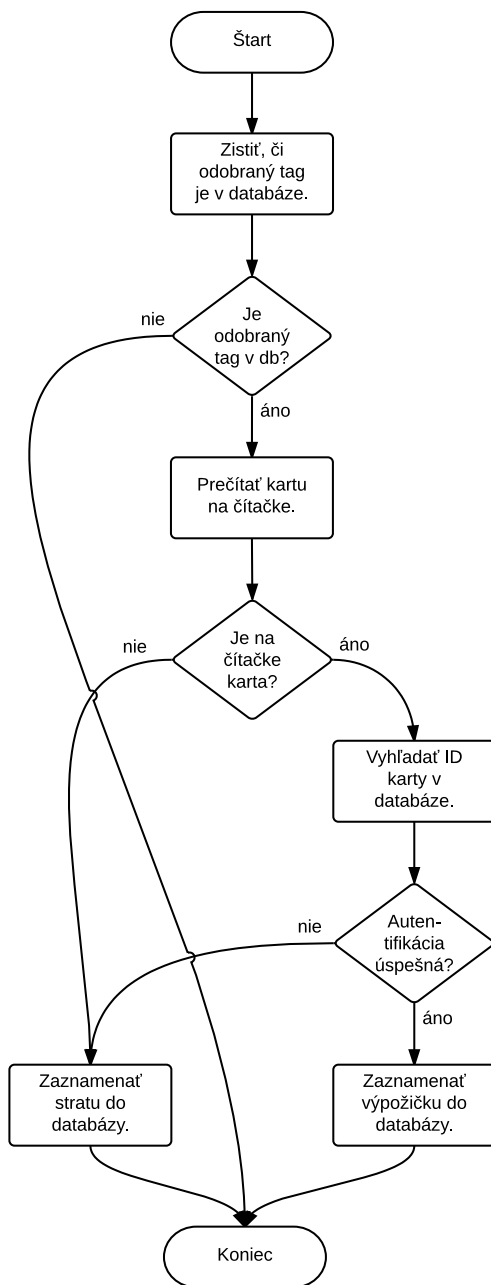 Štart
Zistiť, či
odobraný tag
je v databáze.
Je
odobraný
tag v db?
nie
áno
Prečítať kartu
na čítačke.
Je na
čítačke
karta?
nie
áno
Vyhľadať ID
karty v
databáze.
Auten-
tifikácia
úspešná?
nie
áno
Zaznamenať
stratu do
databázy.
Zaznamenať
výpožičku do
databázy.
Koniec